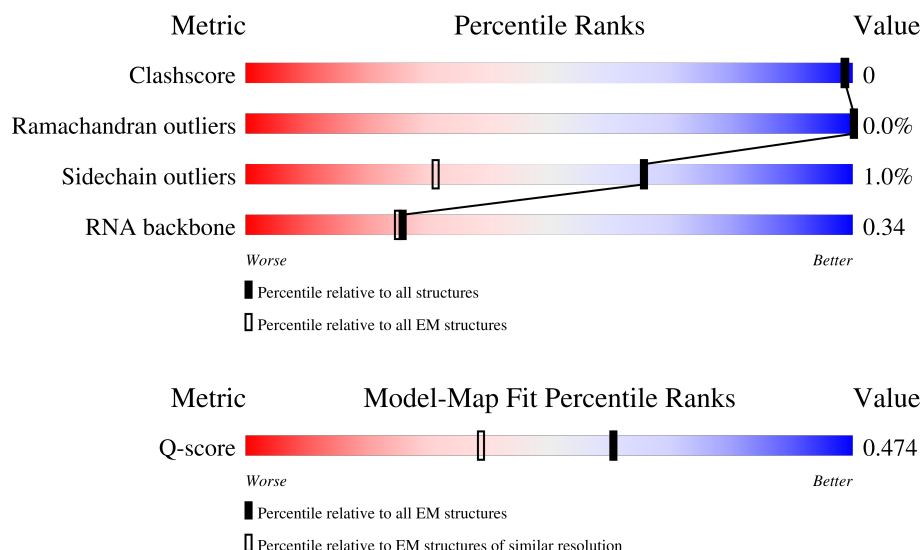 Metric Percentile Ranks Value
Clashscore 0
Ramachandran outliers 0.0%
Sidechain outliers 1.0%
RNA backbone 0.34
Worse Better
Percentile relative to all structures
Percentile relative to all EM structures
Metric Model-Map Fit Percentile Ranks Value
Q-score 0.474
Worse Better
Percentile relative to all EM structures
Percentile relative to EM structures of similar resolution